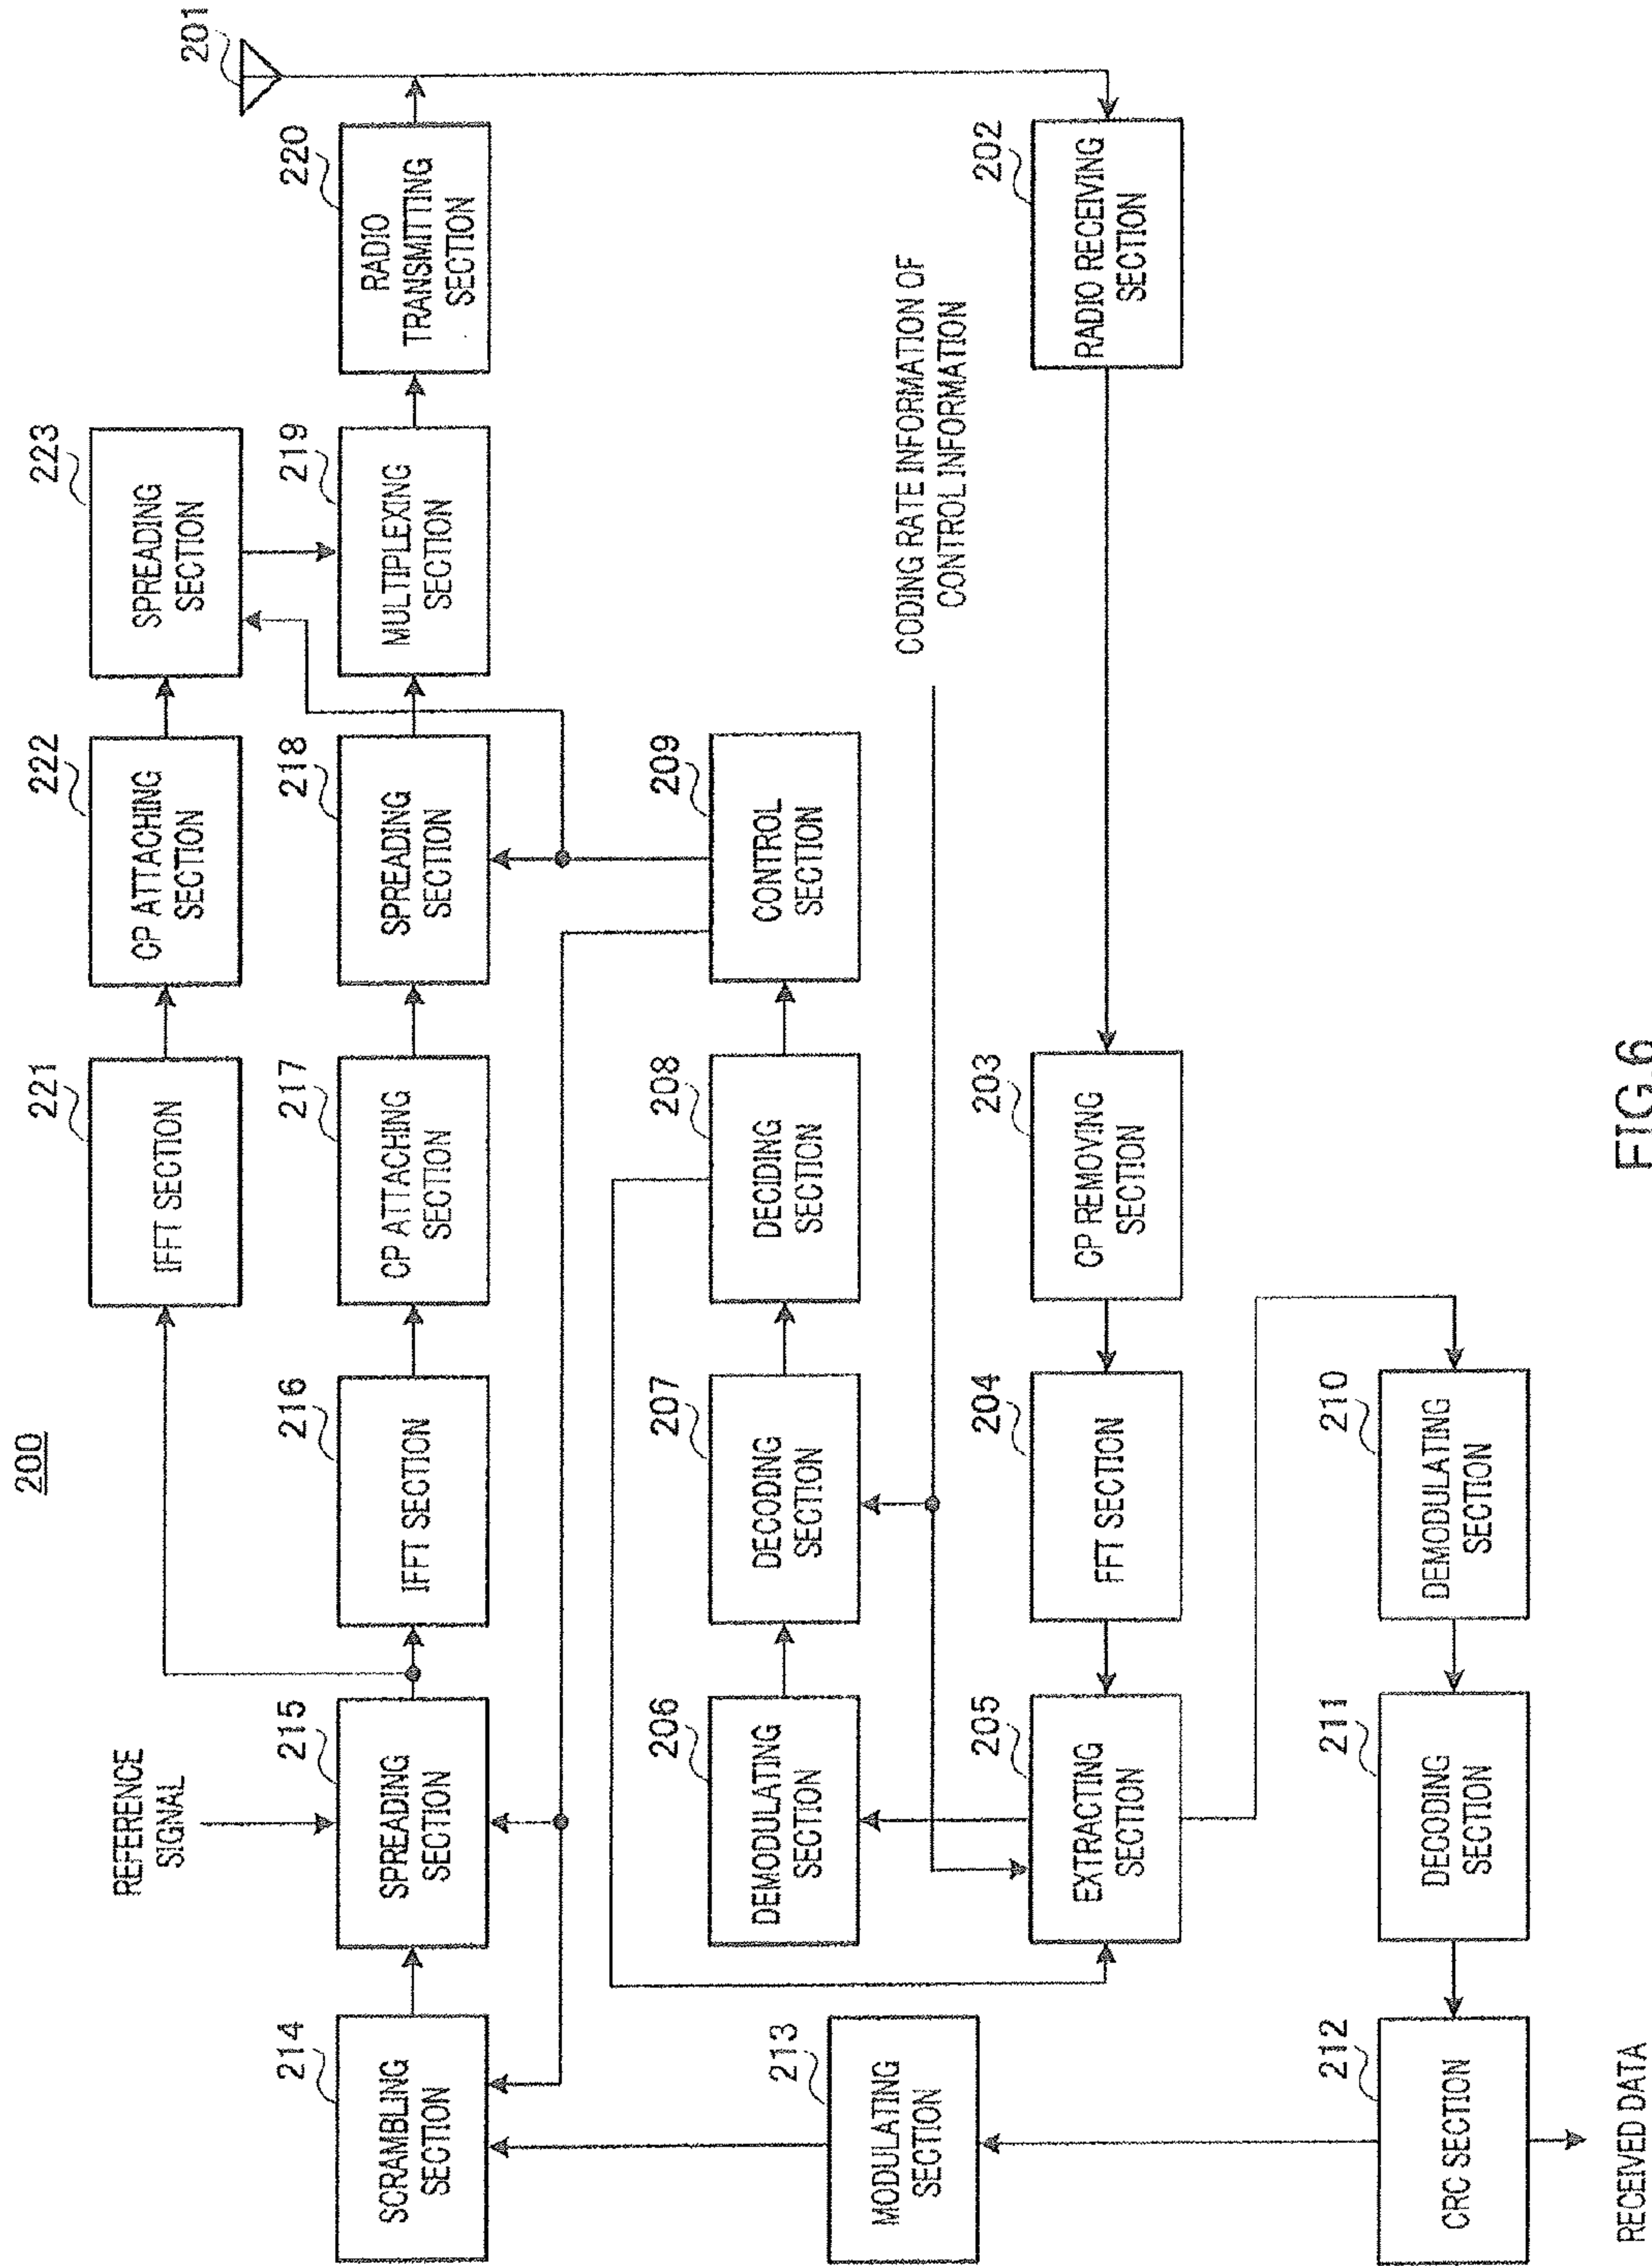 200
201
REFERENCE
SIGNAL
221
IFFT SECTION
222
CP ATTACHING
SECTION
223
SPREADING
SECTION
214
SCRAMBLING
SECTION
215
SPREADING
SECTION
216
IFFT SECTION
217
CP ATTACHING
SECTION
218
SPREADING
SECTION
219
MULTIPLEXING
SECTION
220
RADIO
TRANSMITTING
SECTION
206
DEMODULATING
SECTION
207
DECODING
SECTION
208
DECIDING
SECTION
209
CONTROL
SECTION
213
MODULATING
SECTION
CODING RATE INFORMATION OF
CONTROL INFORMATION
205
EXTRACTING
SECTION
204
FFT SECTION
203
CP REMOVING
SECTION
202
RADIO RECEIVING
SECTION
212
CRC SECTION
211
DECODING
SECTION
210
DEMODULATING
SECTION
RECEIVED DATA
FIG.6